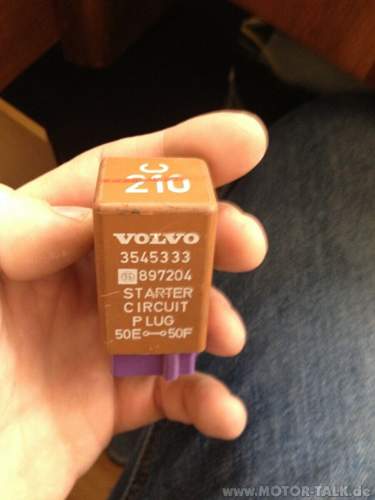 C
210
VOLVO
3545333
897204
STARTER
CIRCUIT
PLUG
50E 50F
www.MOTOR-TALK.de